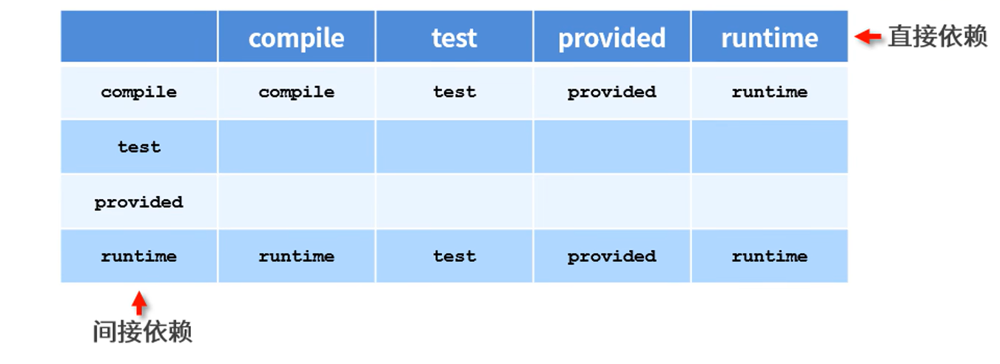 compile test provided runtime 直接依赖
compile compile test provided runtime
test
provided
runtime runtime test provided runtime
间接依赖